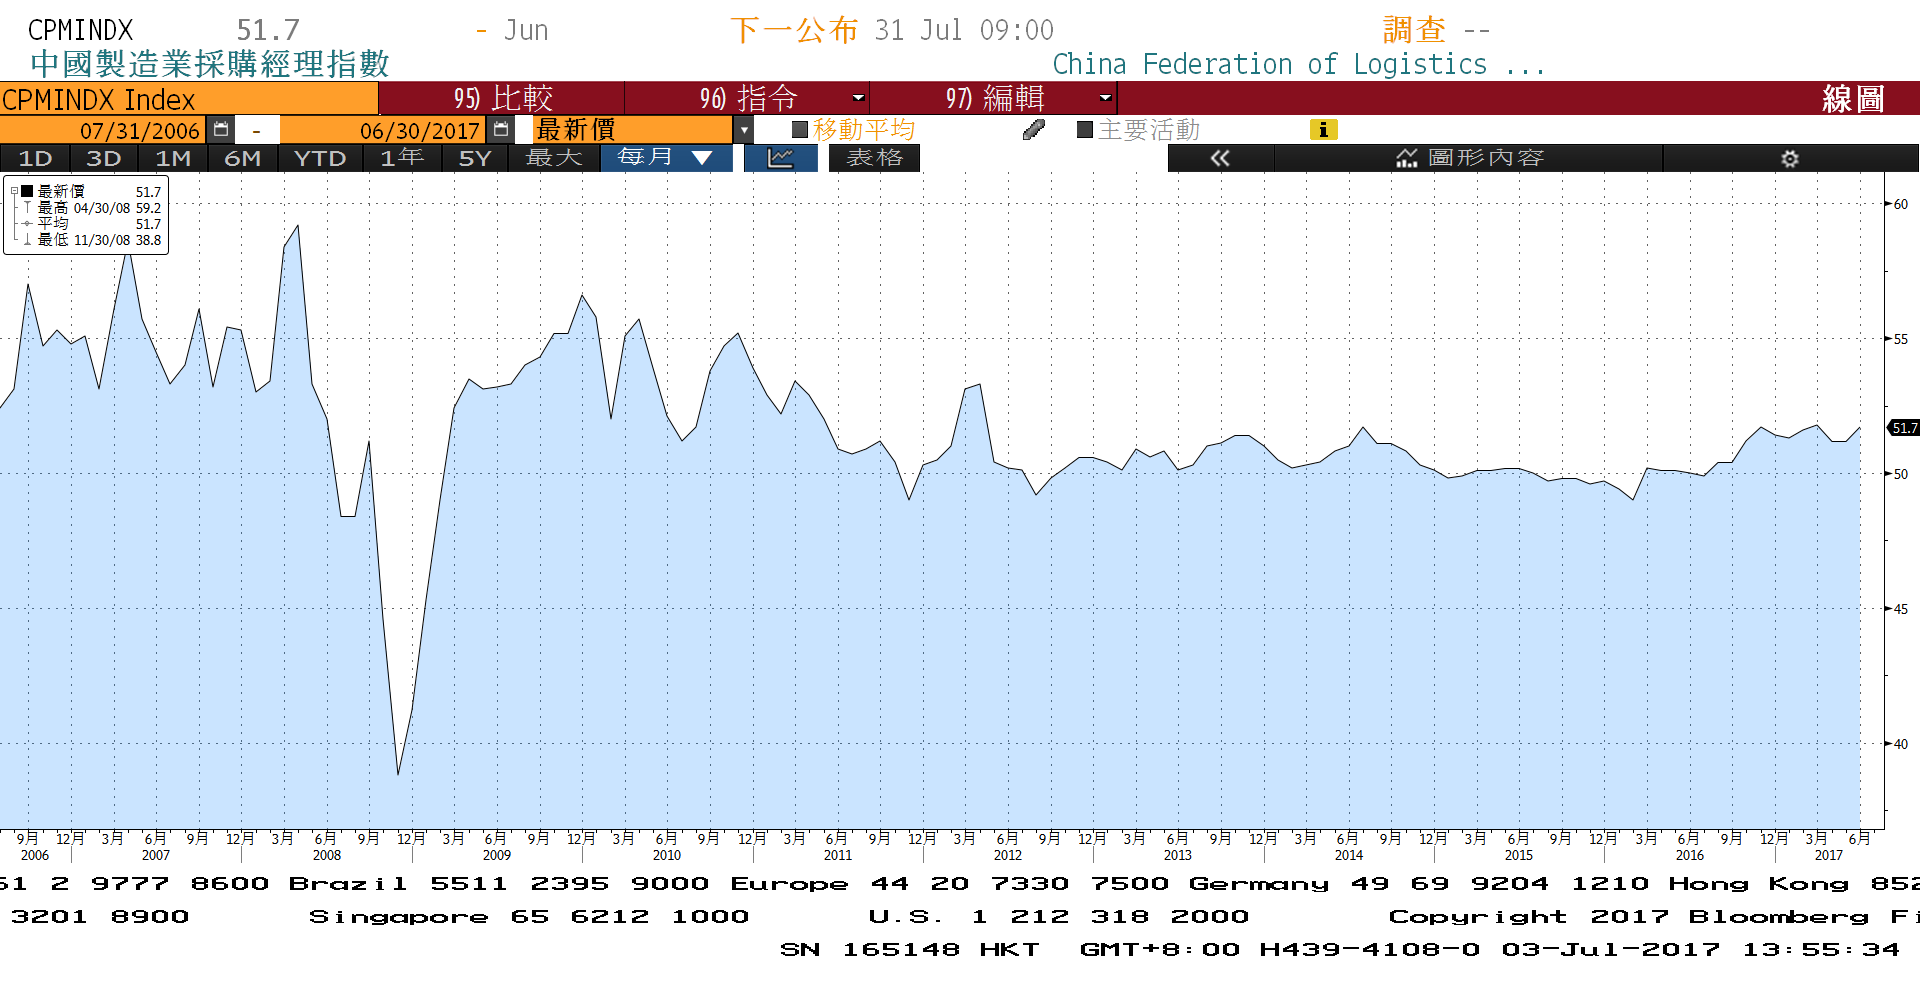 CPMINDX 51.7 - Jun 下一公布 31 Jul 09:00 調查 --
中國製造業採購經理指數 China Federation of Logistics ...
CPMINDX Index 95) 比較 96) 指令 97) 編輯 線圖
07/31/2006 - 06/30/2017 最新價 移動平均 主要活動 i
1D 3D 1M 6M YTD 1年 5Y 最大 每月 ▼ 表格 « 圖形內容
最新價 51.7
最高 04/30/08 59.2
平均 51.7
最低 11/30/08 38.8
60
55
51.7
50
45
40
9月 12月 3月 6月 9月 12月 3月 6月 9月 12月 3月 6月 9月 12月 3月 6月 9月 12月 3月 6月 9月 12月 3月 6月 9月 12月 3月 6月 9月 12月 3月 6月 9月 12月 3月 6月 9月 12月 3月 6月 9月 12月 3月 6月
2006 2007 2008 2009 2010 2011 2012 2013 2014 2015 2016 2017
61 2 9777 8600 Brazil 5511 2395 9000 Europe 44 20 7330 7500 Germany 49 69 9204 1210 Hong Kong 852
3201 8900 Singapore 65 6212 1000 U.S. 1 212 318 2000 Copyright 2017 Bloomberg Fi
SN 165148 HKT GMT+8:00 H439-4108-0 03-Jul-2017 13:55:34